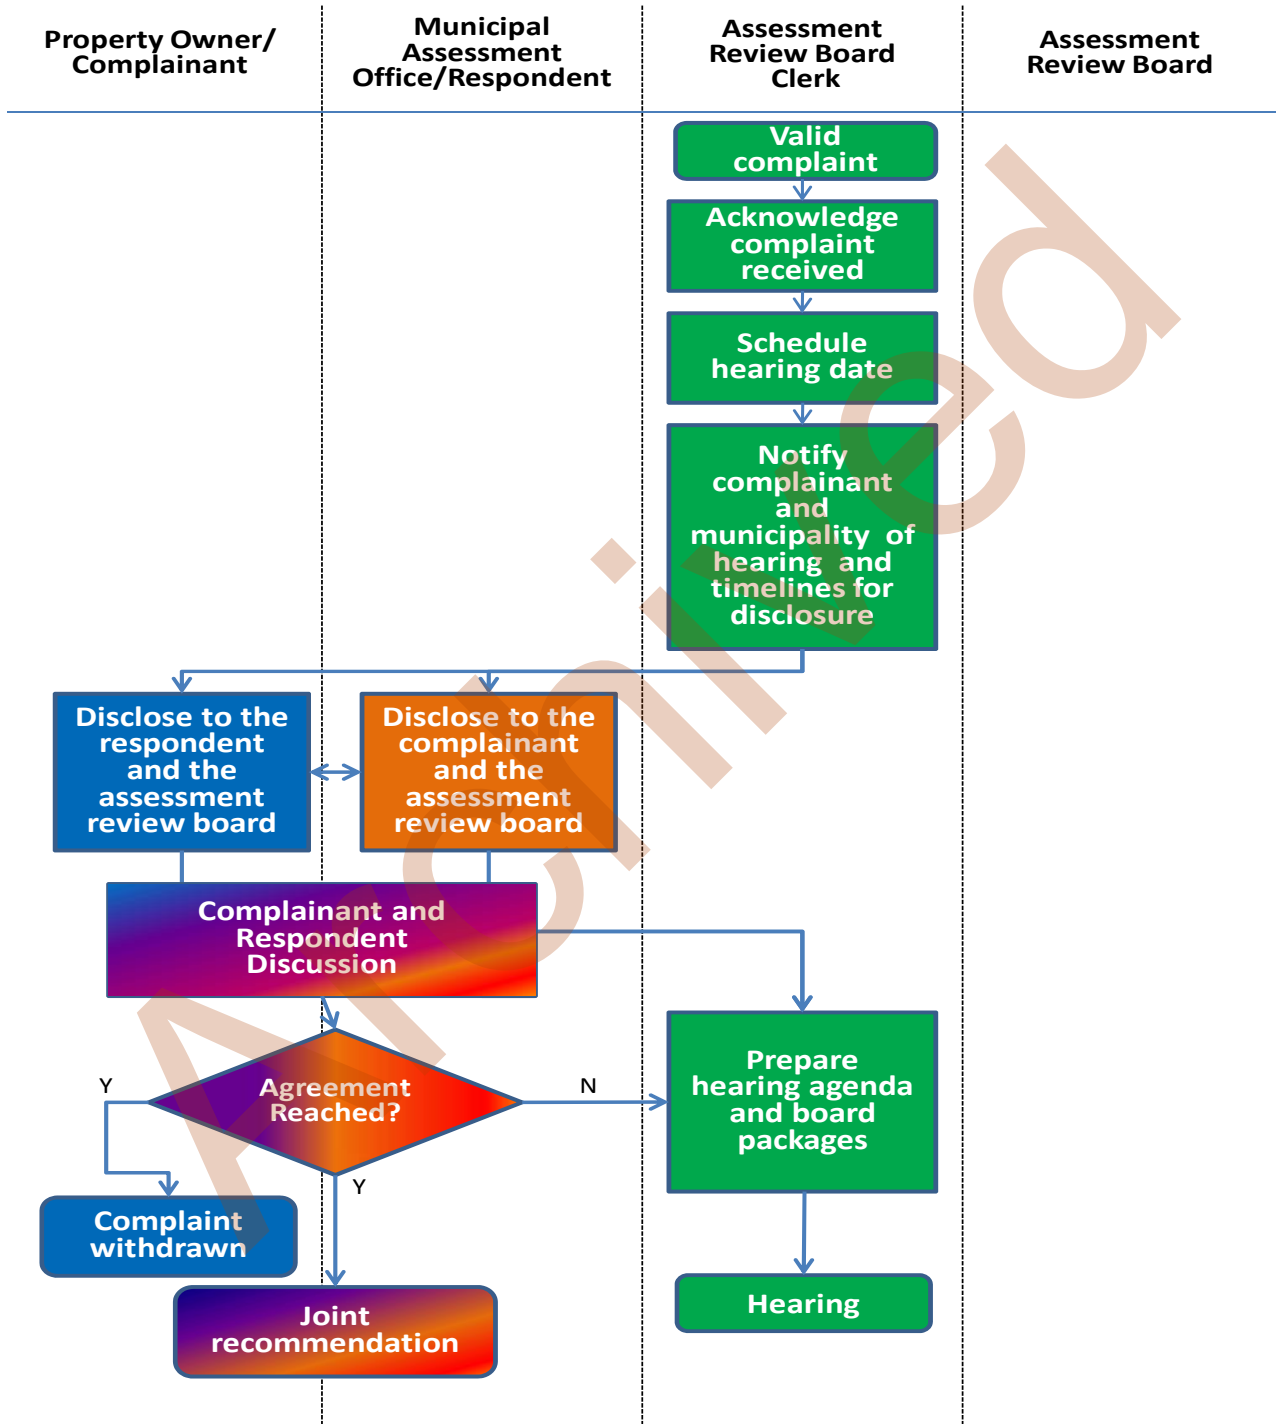 Property Owner/
Complainant
Municipal
Assessment
Office/Respondent
Assessment
Review Board
Clerk
Assessment
Review Board
Valid
complaint
Acknowledge
complaint
received
Schedule
hearing date
Notify
complainant
and
municipality of
hearing and
timelines for
disclosure
Disclose to the
respondent
and the
assessment
review board
Disclose to the
complainant
and the
assessment
review board
Complainant and
Respondent
Discussion
Agreement
Reached?
Y
N
Y
Prepare
hearing agenda
and board
packages
Complaint
withdrawn
Joint
recommendation
Hearing
Archived